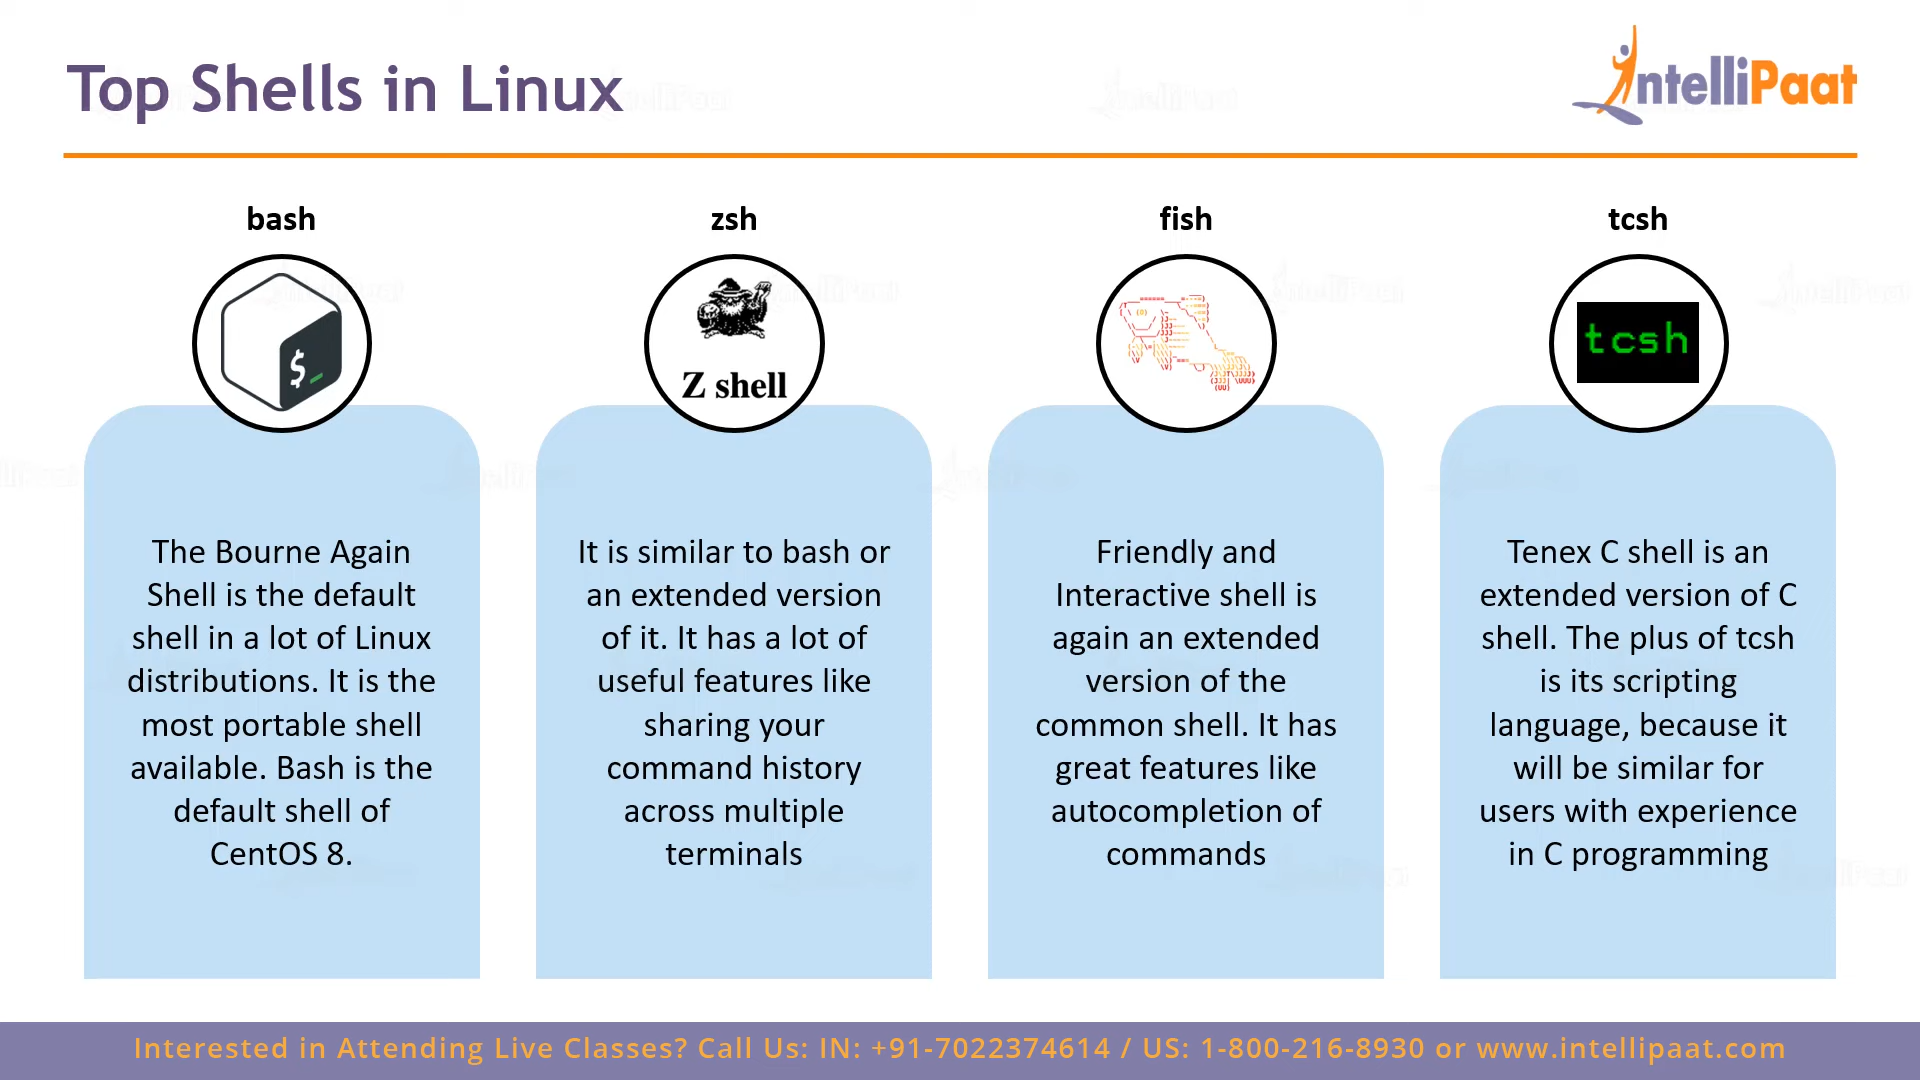 Top Shells in Linux
IntelliPaat
bash
zsh
fish
tcsh
$_
Z shell
tcsh
The Bourne Again
Shell is the default
shell in a lot of Linux
distributions. It is the
most portable shell
available. Bash is the
default shell of
CentOS 8.
It is similar to bash or
an extended version
of it. It has a lot of
useful features like
sharing your
command history
across multiple
terminals
Friendly and
Interactive shell is
again an extended
version of the
common shell. It has
great features like
autocompletion of
commands
Tenex C shell is an
extended version of C
shell. The plus of tcsh
is its scripting
language, because it
will be similar for
users with experience
in C programming
Interested in Attending Live Classes? Call Us: IN: +91-7022374614 / US: 1-800-216-8930 or www.intellipaat.com